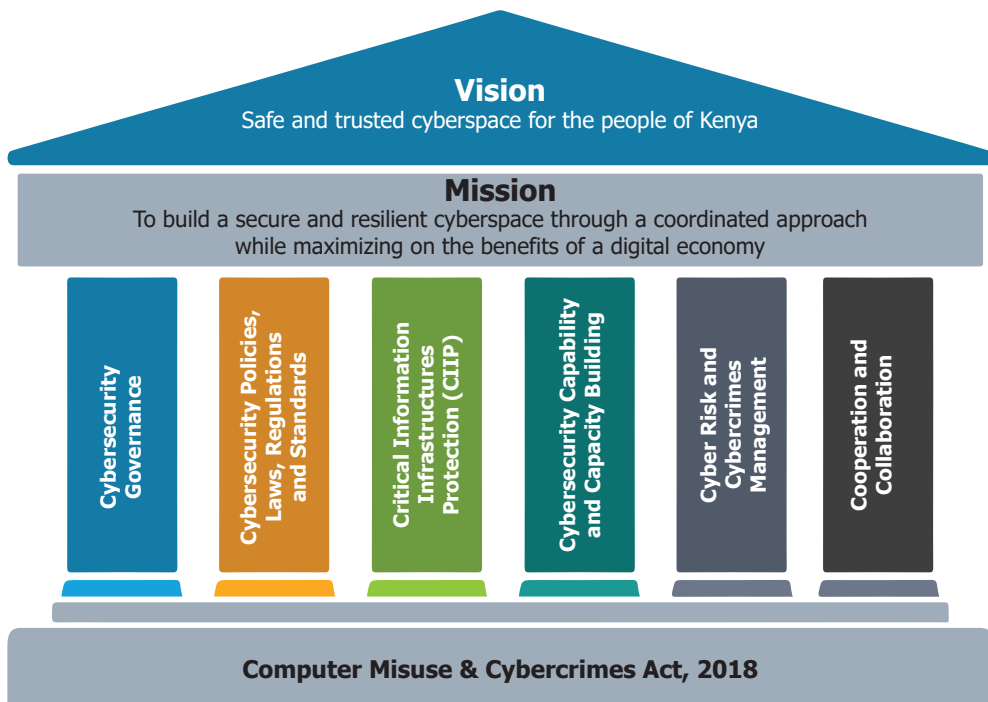 Vision
Safe and trusted cyberspace for the people of Kenya
Mission
To build a secure and resilient cyberspace through a coordinated approach
while maximizing on the benefits of a digital economy
Cybersecurity
Governance
Cybersecurity Policies,
Laws, Regulations
and Standards
Critical Information
Infrastructures
Protection (CIIP)
Cybersecurity Capability
and Capacity Building
Cyber Risk and
Cybercrimes
Management
Cooperation and
Collaboration
Computer Misuse & Cybercrimes Act, 2018